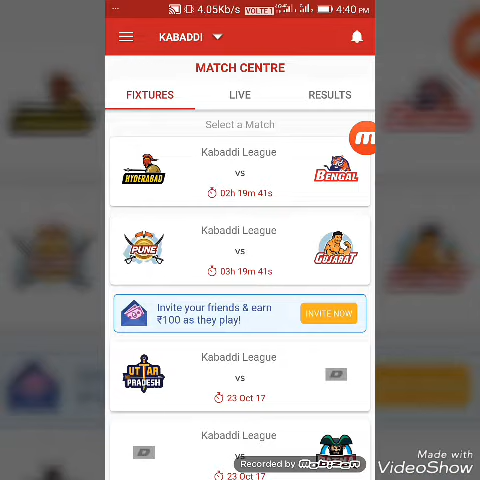 4.05Kb/s VOLTE 4:40 PM
KABADDI
MATCH CENTRE
FIXTURES LIVE RESULTS
Select a Match
Kabaddi League
HYDERABAD vs BENGAL
02h 19m 41s
Kabaddi League
PUNE vs GUJARAT
03h 19m 41s
Invite your friends & earn
₹100 as they play!
INVITE NOW
Kabaddi League
UTTAR
PRADESH
vs
D
23 Oct 17
Kabaddi League
D
vs
23 Oct 17
Recorded by Mobizen
Made with
VideoShow